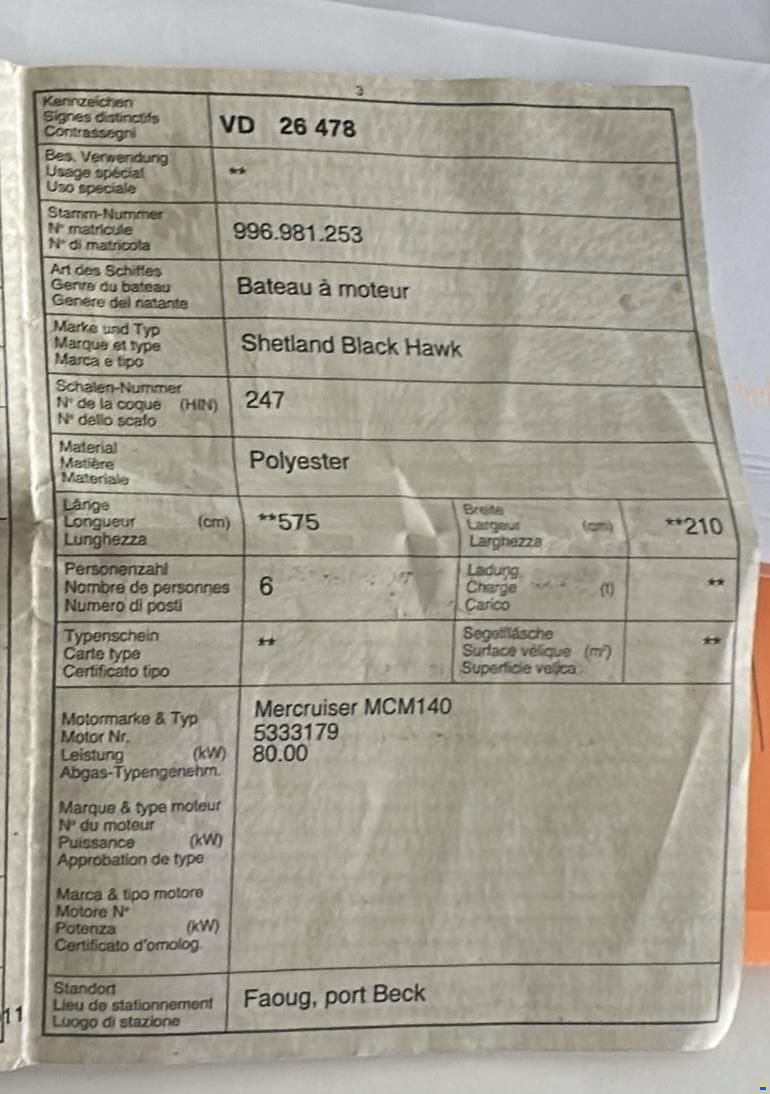 3
Kennzeichen
Signes distinctifs
Contrassegni
VD 26 478
Bes. Verwendung
Usage spécial
Uso speciale
**
Stamm-Nummer
N° matricule
N° di matricola
996.981.253
Art des Schiffes
Genre du bateau
Genere del natante
Bateau à moteur
Marke und Typ
Marque et type
Marca e tipo
Shetland Black Hawk
Schalen-Nummer
N° de la coque (HIN)
N° dello scafo
247
Material
Matière
Materiale
Polyester
Länge
Longueur (cm)
Lunghezza
**575
Breite
Largeur (cm)
Larghezza
**210
Personenzahl
Nombre de personnes
Numero di posti
6
Ladung
Charge (t)
Carico
**
Typenschein
Carte type
Certificato tipo
**
Segelfläsche
Surface vélique (m²)
Superficie velica
**
Motormarke & Typ
Motor Nr.
Leistung (kW)
Abgas-Typengenehm.
Mercruiser MCM140
5333179
80.00
Marque & type moteur
N° du moteur
Puissance (kW)
Approbation de type
Marca & tipo motore
Motore N°
Potenza (kW)
Certificato d'omolog.
Standort
Lieu de stationnement
Luogo di stazione
Faoug, port Beck
11